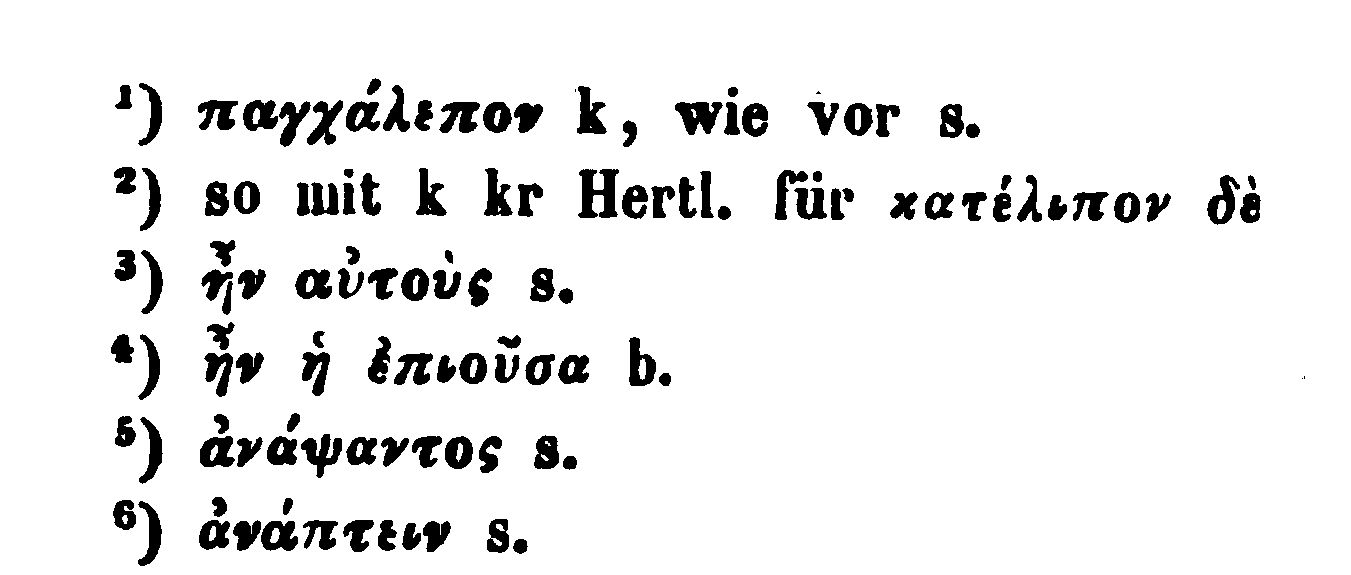 ¹) παγχάλεπον k, wie vor s.
²) so mit k kr Hertl. für κατέλιπον δὲ
³) ἦν αὐτοὺς s.
⁴) ἦν ἡ ἐπιοῦσα b.
⁵) ἀνάψαντος s.
⁶) ἀνάπτειν s.